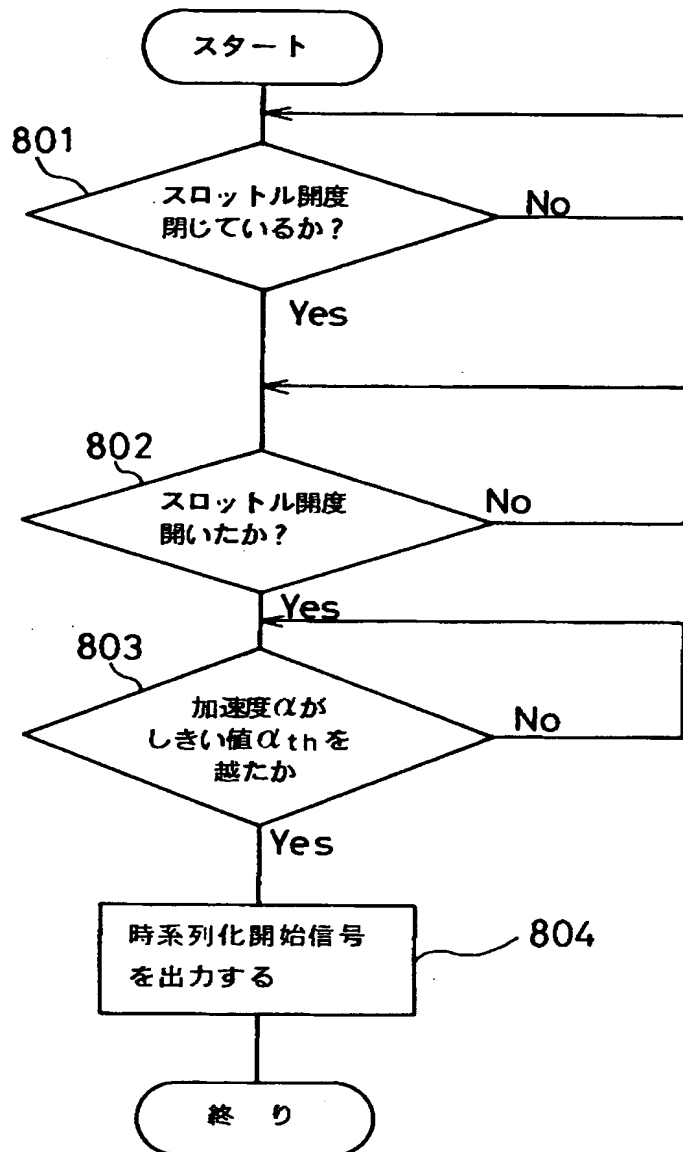 スタート
801
スロットル開度
閉じているか?
No
Yes
802
スロットル開度
開いたか?
No
Yes
803
加速度αが
しきい値αthを
越たか
No
Yes
時系列化開始信号
を出力する
804
終り